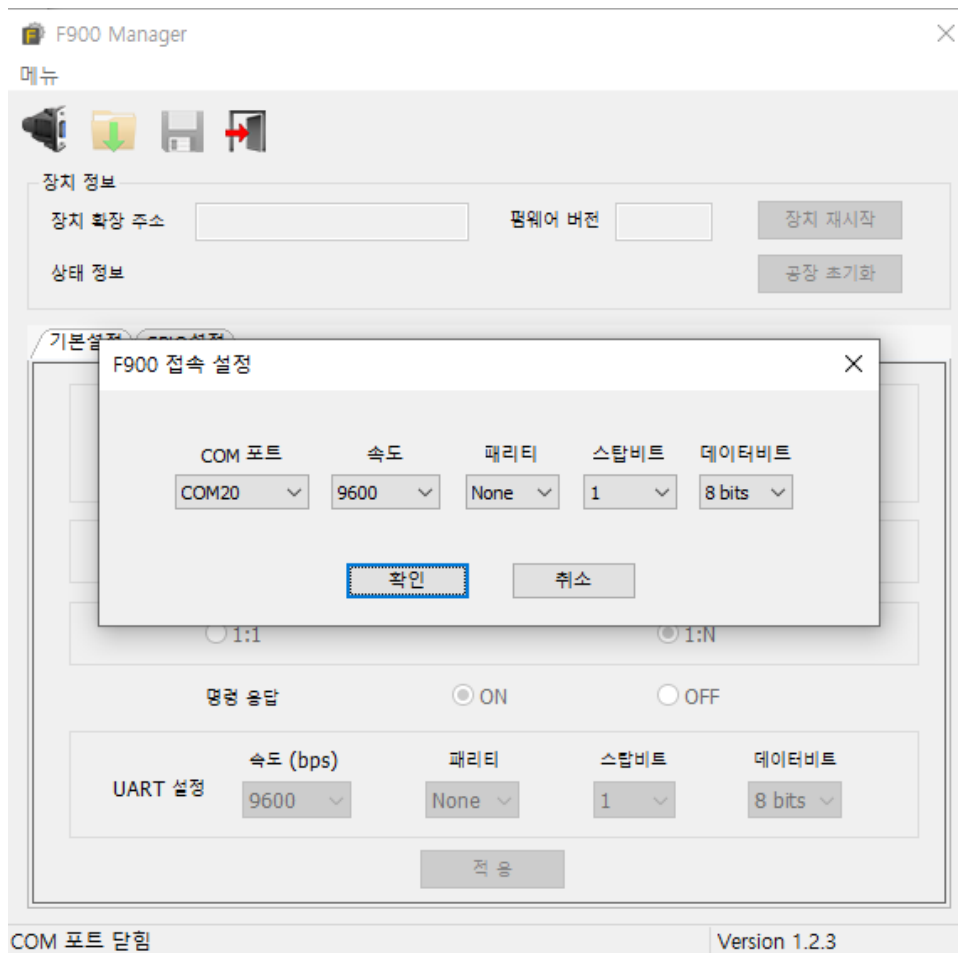 F900 Manager
메뉴
장치 정보
장치 확장 주소
펌웨어 버전
장치 재시작
상태 정보
공장 초기화
기본설정
F900 접속 설정
COM 포트 속도 패리티 스탑비트 데이터비트
COM20 9600 None 1 8 bits
확인 취소
1:1 1:N
명령 응답 ON OFF
속도 (bps) 패리티 스탑비트 데이터비트
UART 설정 9600 None 1 8 bits
적 용
COM 포트 닫힘 Version 1.2.3